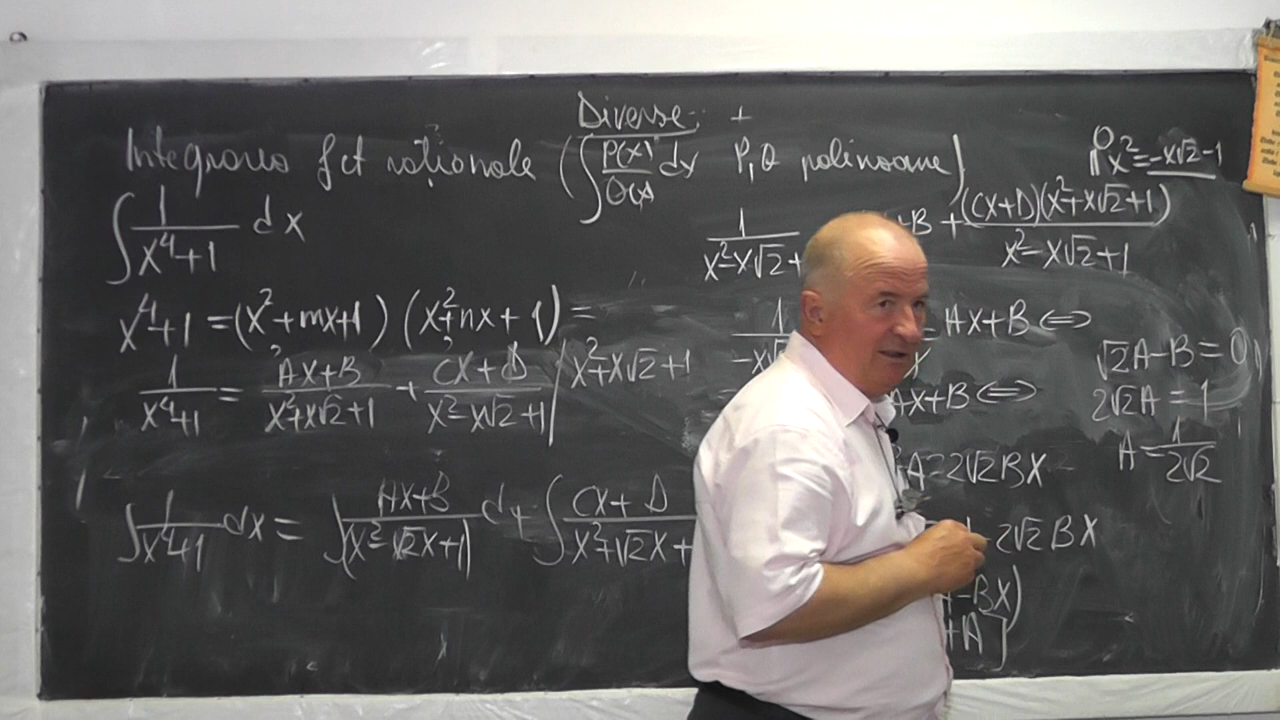 Diverse: +
Integrarea fct raționale (∫ P(x)/Q(x) dx P,Q polinoame)
x² = -x√2-1
∫ 1/(x⁴+1) dx
1/(x²-x√2+ +B + (Cx+D)(x²+x√2+1)/(x²-x√2+1)
x⁴+1 = (x²+mx+1)(x²+nx+1) =
1/ = Ax+B ⟺
1/(x⁴+1) = (Ax+B)/(x²+x√2+1) + (Cx+D)/(x²-x√2+1) / x²+x√2+1
-x√ Ax+B ⟺
√2A-B=0
2√2A=1
A=1/(2√2)
A=2√2BX
∫ 1/(x⁴+1) dx = ∫ (Ax+B)/(x²-√2x+1) d + ∫ (Cx+D)/(x²+√2x+
-2√2BX
-BX)
+A]